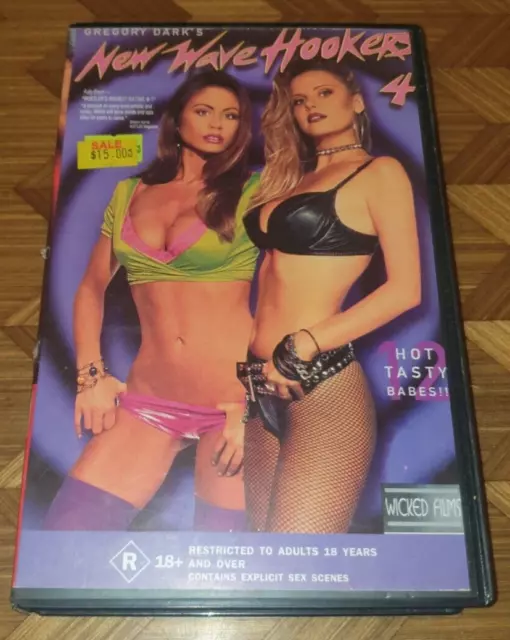 GREGORY DARK'S
New Wave Hookers
4
SALE
$15.00
12
HOT
TASTY
BABES!!
WICKED FILMS
R 18+
RESTRICTED TO ADULTS 18 YEARS
AND OVER
CONTAINS EXPLICIT SEX SCENES